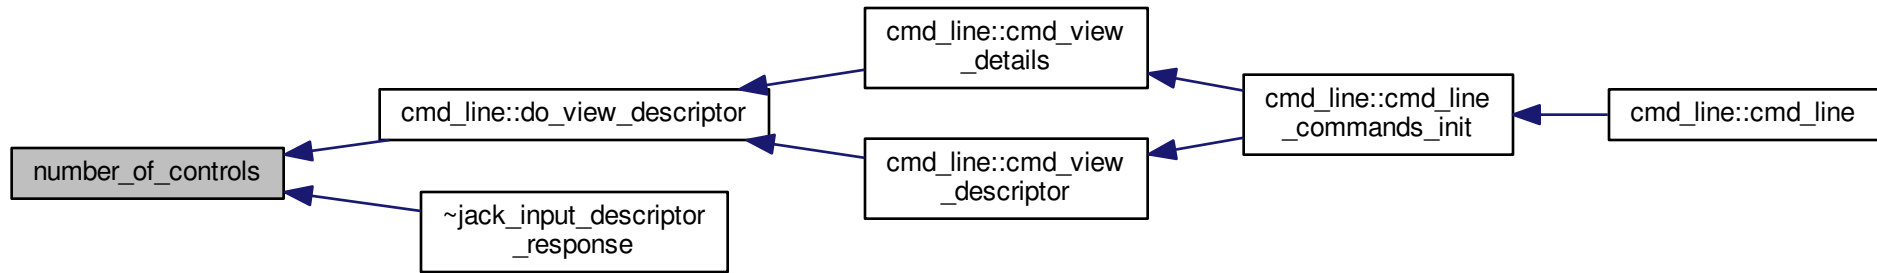 number_of_controls
cmd_line::do_view_descriptor
~jack_input_descriptor
_response
cmd_line::cmd_view
_details
cmd_line::cmd_view
_descriptor
cmd_line::cmd_line
_commands_init
cmd_line::cmd_line